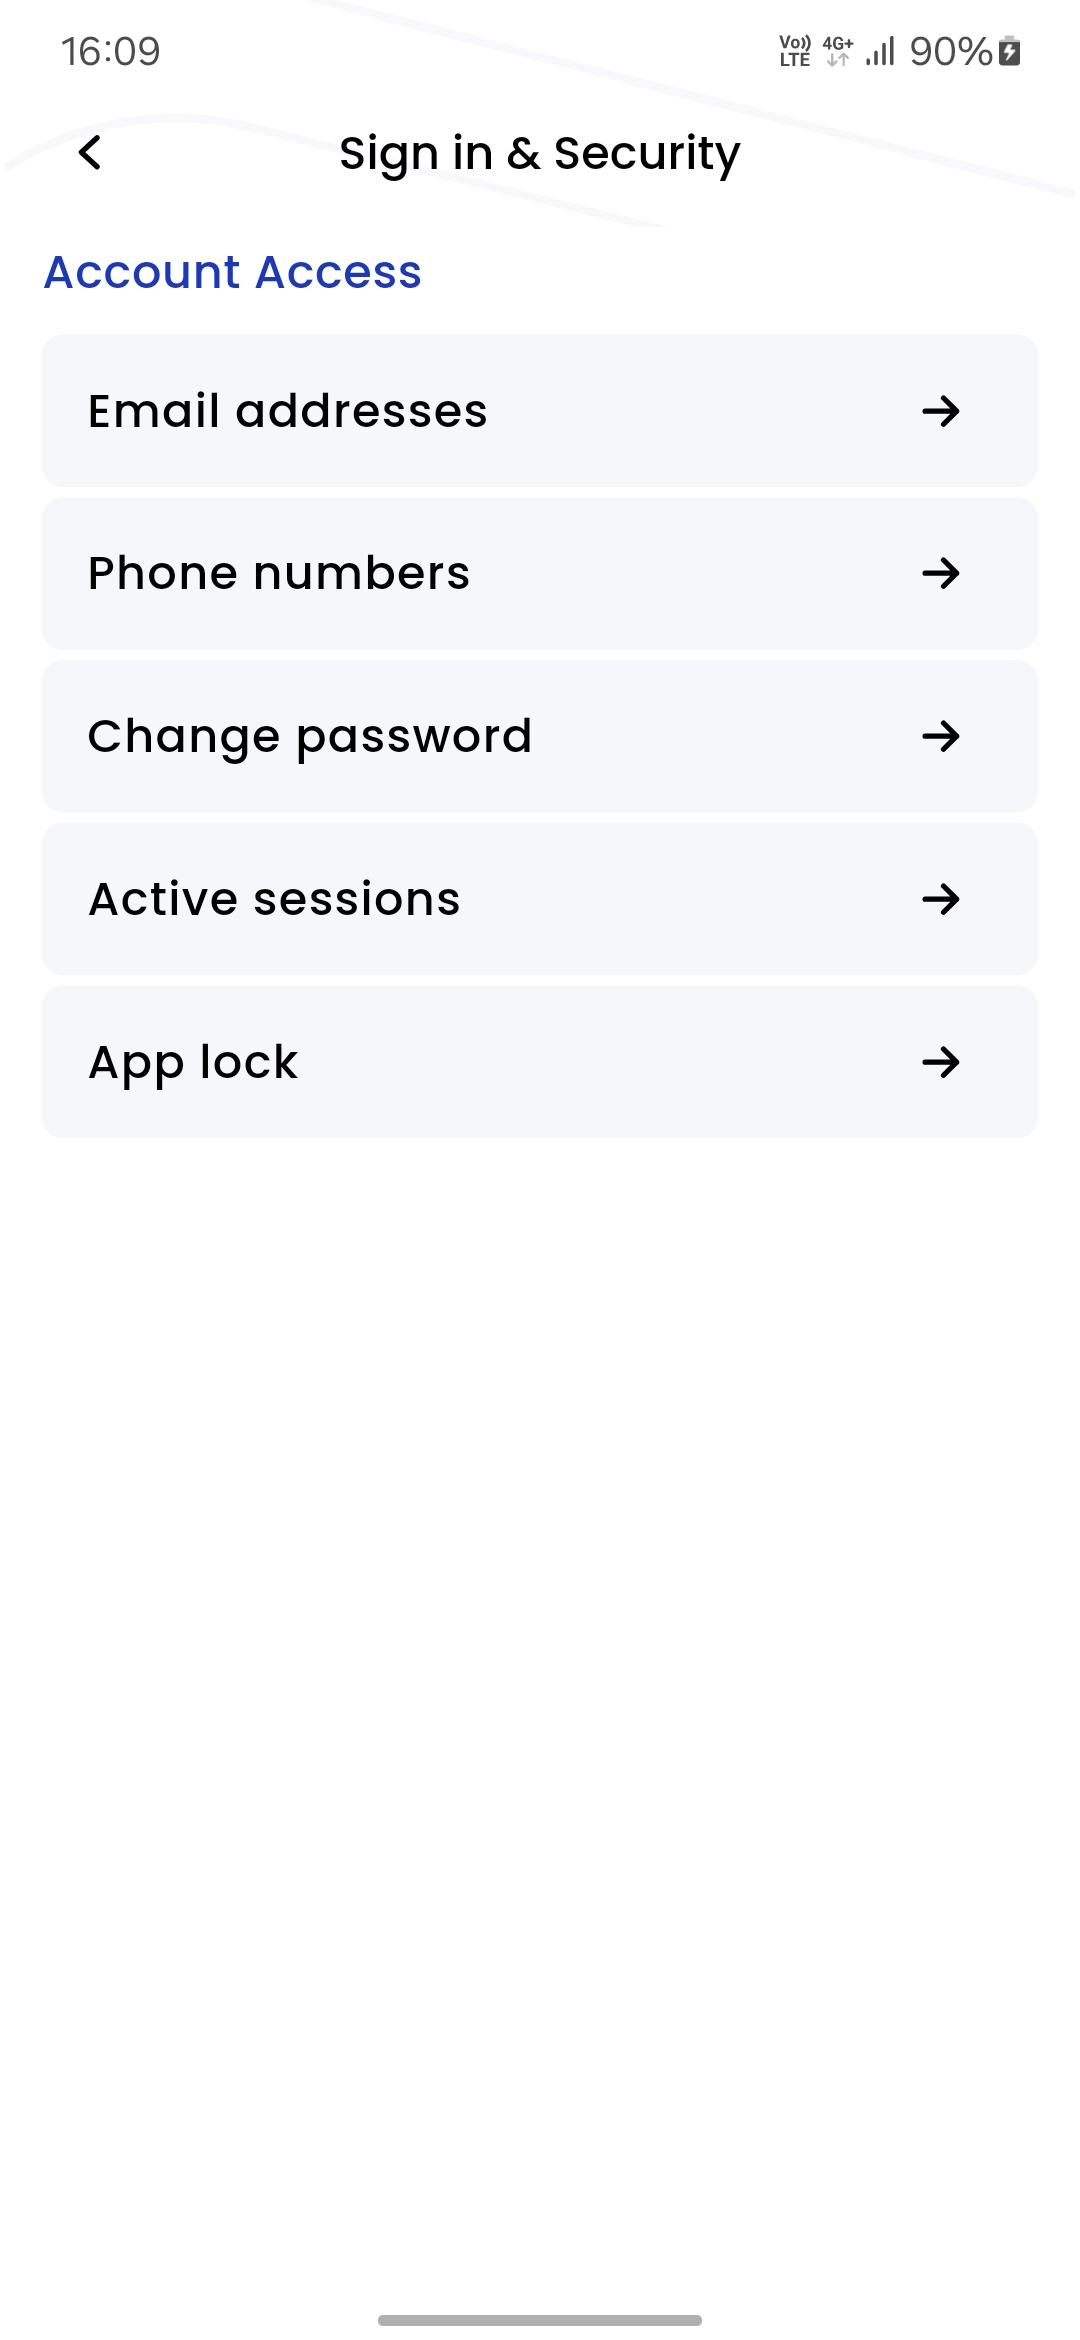 16:09
Vo)) LTE 4G+ 90%
Sign in & Security
Account Access
Email addresses
Phone numbers
Change password
Active sessions
App lock